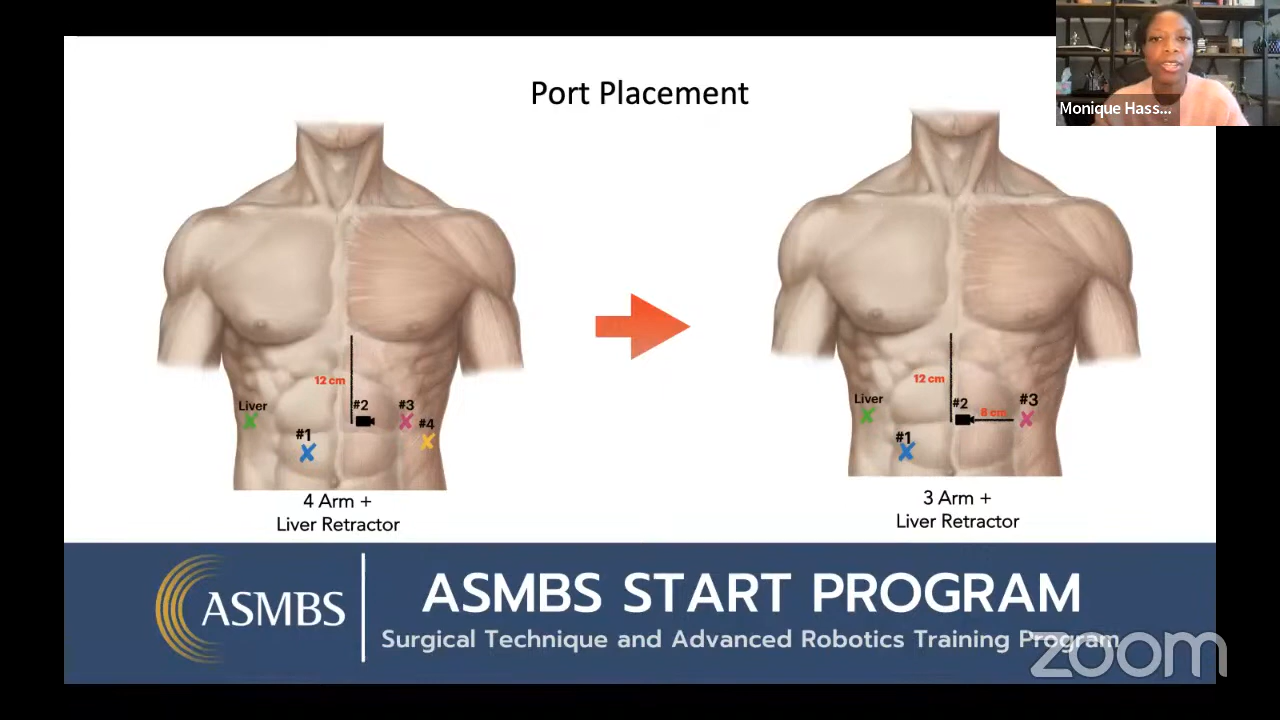 Port Placement
Monique Hass...
12 cm
Liver
#1
#2
#3
#4
4 Arm +
Liver Retractor
12 cm
Liver
#1
#2
8 cm
#3
3 Arm +
Liver Retractor
ASMBS
ASMBS START PROGRAM
Surgical Technique and Advanced Robotics Training Program
zoom